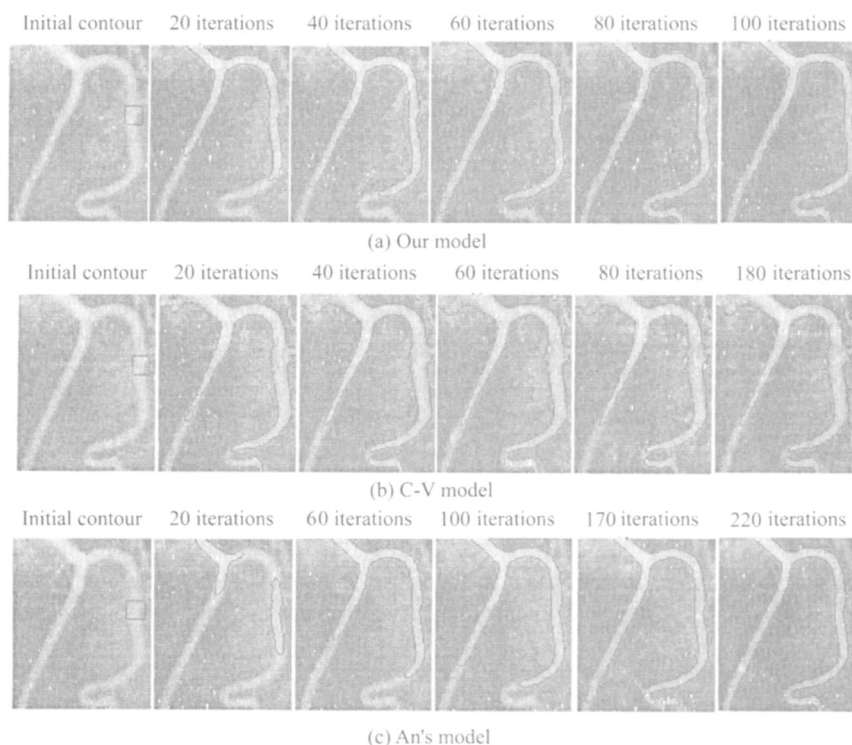 Initial contour 20 iterations 40 iterations 60 iterations 80 iterations 100 iterations
(a) Our model
Initial contour 20 iterations 40 iterations 60 iterations 80 iterations 180 iterations
(b) C-V model
Initial contour 20 iterations 60 iterations 100 iterations 170 iterations 220 iterations
(c) An's model